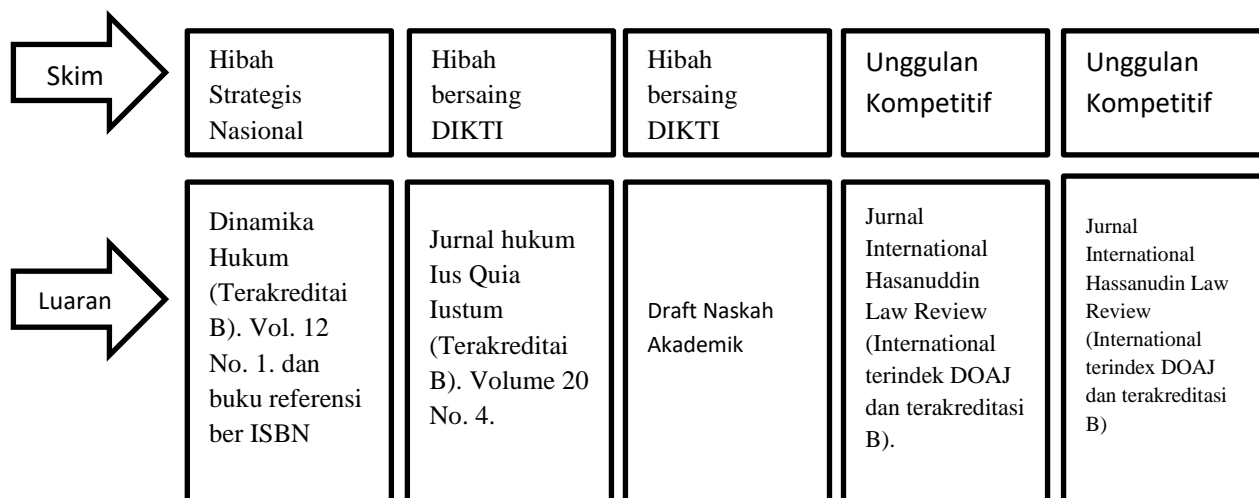 Skim
Hibah
Strategis
Nasional
Hibah
bersaing
DIKTI
Hibah
bersaing
DIKTI
Unggulan
Kompetitif
Unggulan
Kompetitif
Luaran
Dinamika
Hukum
(Terakreditai
B). Vol. 12
No. 1. dan
buku referensi
ber ISBN
Jurnal hukum
Ius Quia
Iustum
(Terakreditai
B). Volume 20
No. 4.
Draft Naskah
Akademik
Jurnal
International
Hasanuddin
Law Review
(International
terindek DOAJ
dan terakreditasi
B).
Jurnal
International
Hassanudin Law
Review
(International
terindex DOAJ
dan terakreditasi
B)